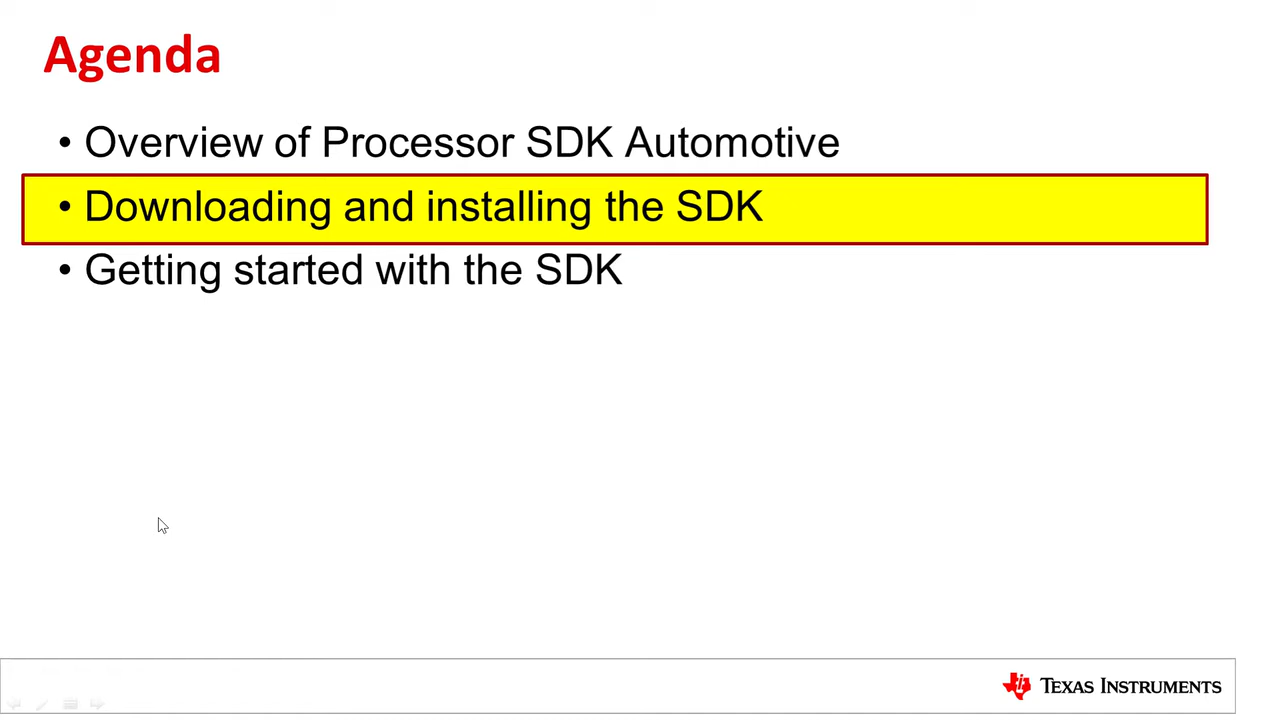 Agenda
• Overview of Processor SDK Automotive
• Downloading and installing the SDK
• Getting started with the SDK
TEXAS INSTRUMENTS